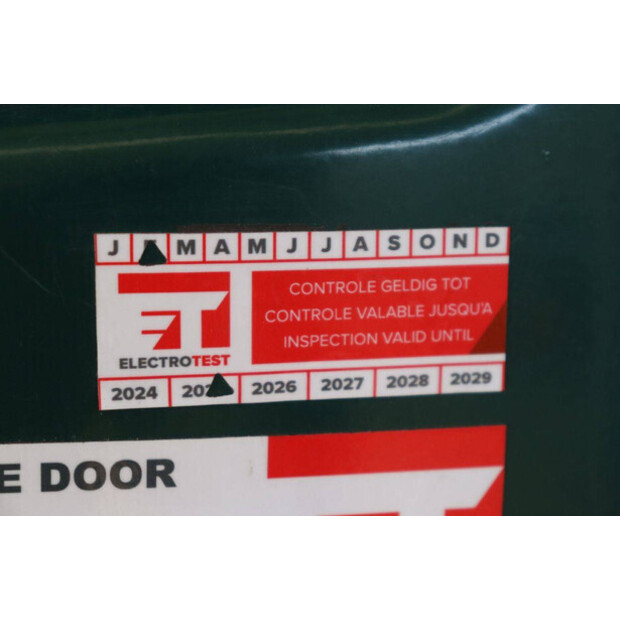 J M A M J J A S O N D
CONTROLE GELDIG TOT
CONTROLE VALABLE JUSQU'A
INSPECTION VALID UNTIL
ELECTROTEST
2024 2026 2027 2028 2029
E DOOR